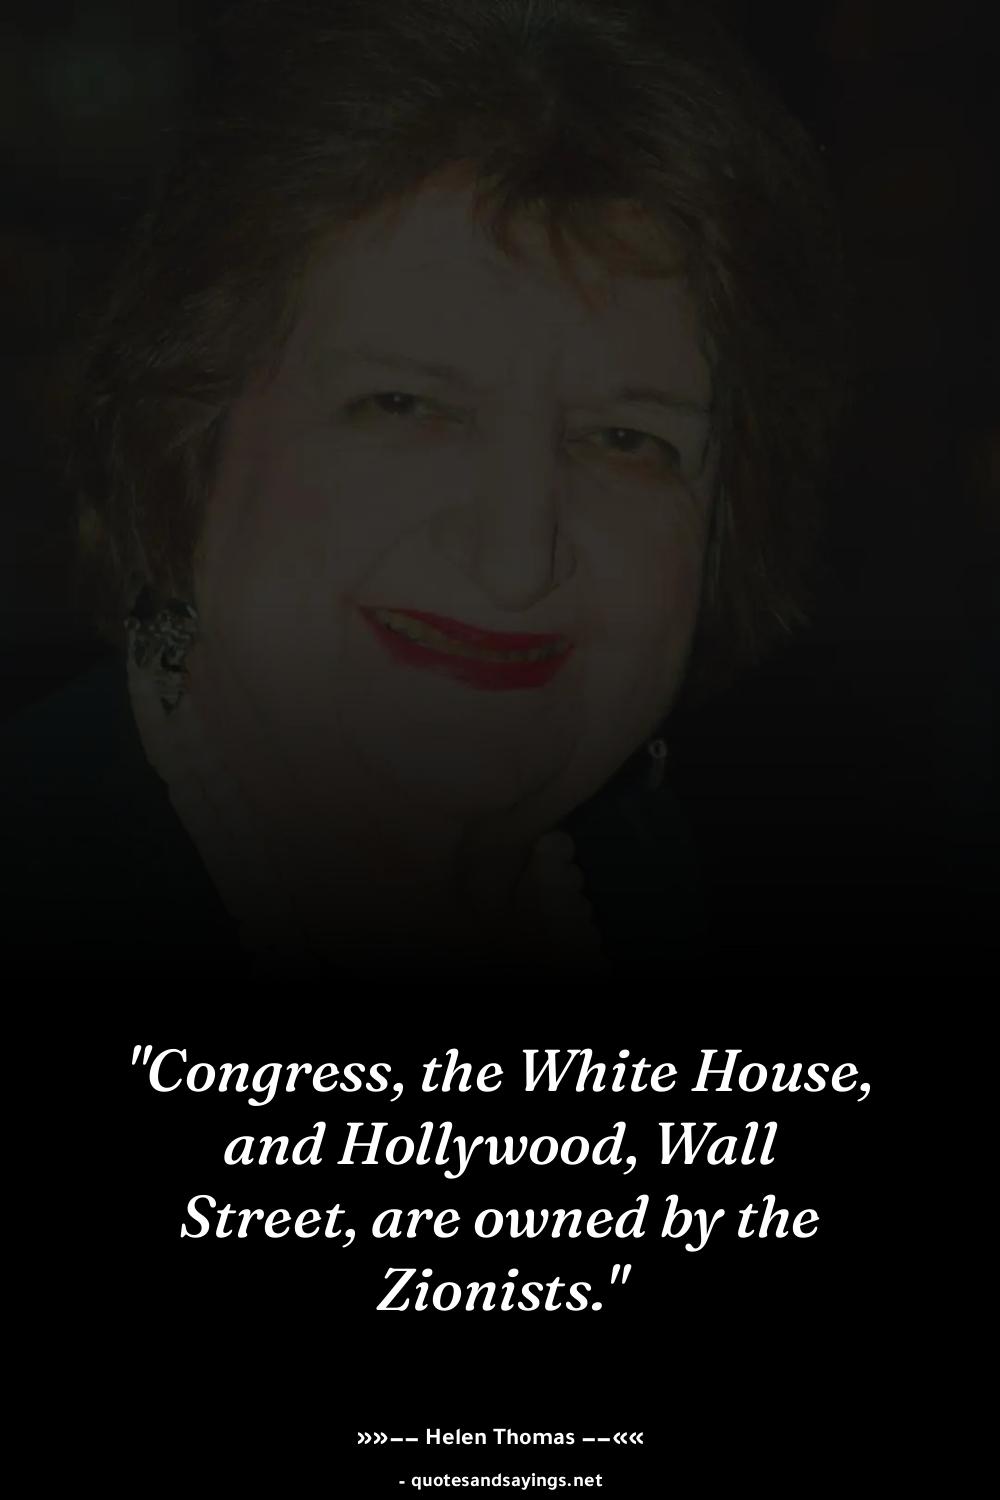 "Congress, the White House,
and Hollywood, Wall
Street, are owned by the
Zionists."
»»−− Helen Thomas −−««
- quotesandsayings.net